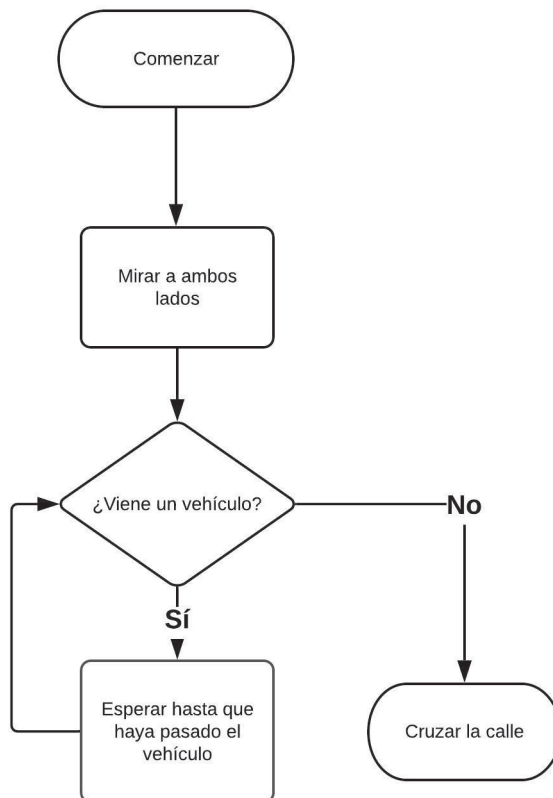 Comenzar
Mirar a ambos
lados
¿Viene un vehículo?
No
Sí
Esperar hasta que
haya pasado el
vehículo
Cruzar la calle